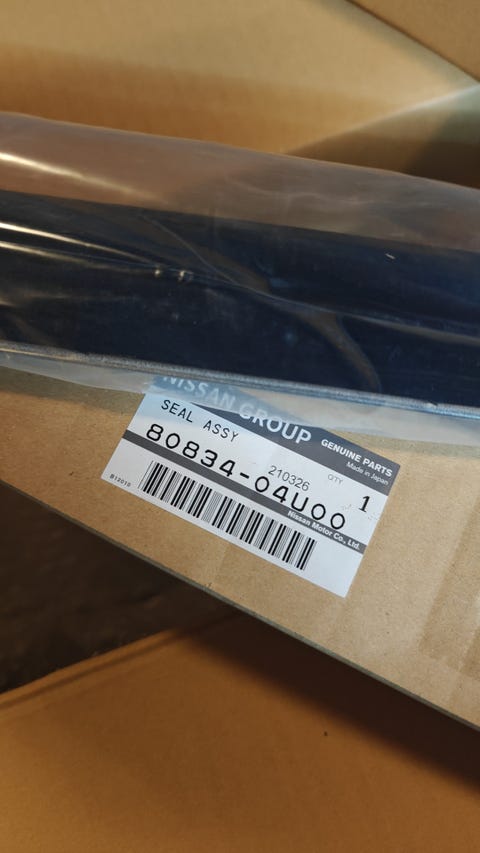 NISSAN GROUP
GENUINE PARTS
Made in Japan
SEAL ASSY
210326
QTY 1
80834-04U00
Nissan Motor Co., Ltd.
B12010